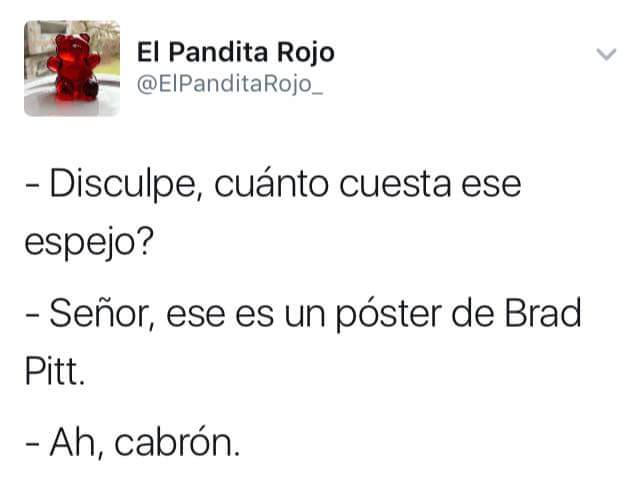 El Pandita Rojo
@ElPanditaRojo_
- Disculpe, cuánto cuesta ese
espejo?
- Señor, ese es un póster de Brad
Pitt.
- Ah, cabrón.